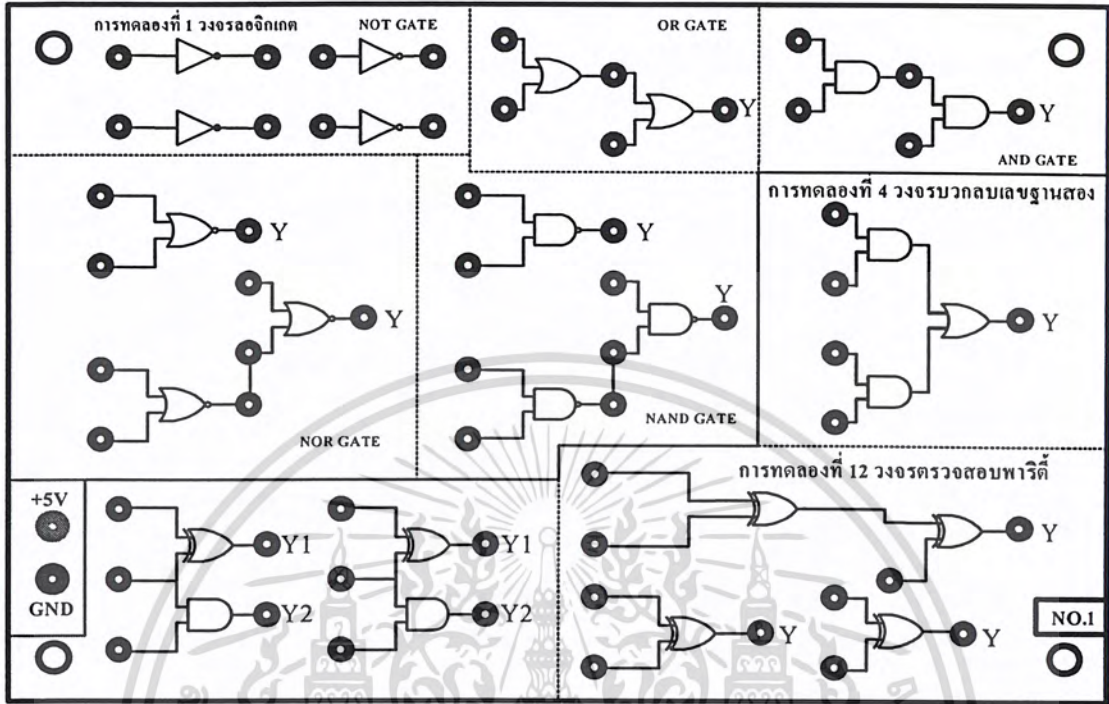 การทดลองที่ 1 วงจรลอจิกเกต
NOT GATE
OR GATE
Y
Y
AND GATE
Y
Y
NOR GATE
Y
Y
NAND GATE
การทดลองที่ 4 วงจรบวกลบเลขฐานสอง
Y
+5V
GND
Y1
Y2
Y1
Y2
การทดลองที่ 12 วงจรตรวจสอบพาริตี้
Y
Y
Y
NO.1